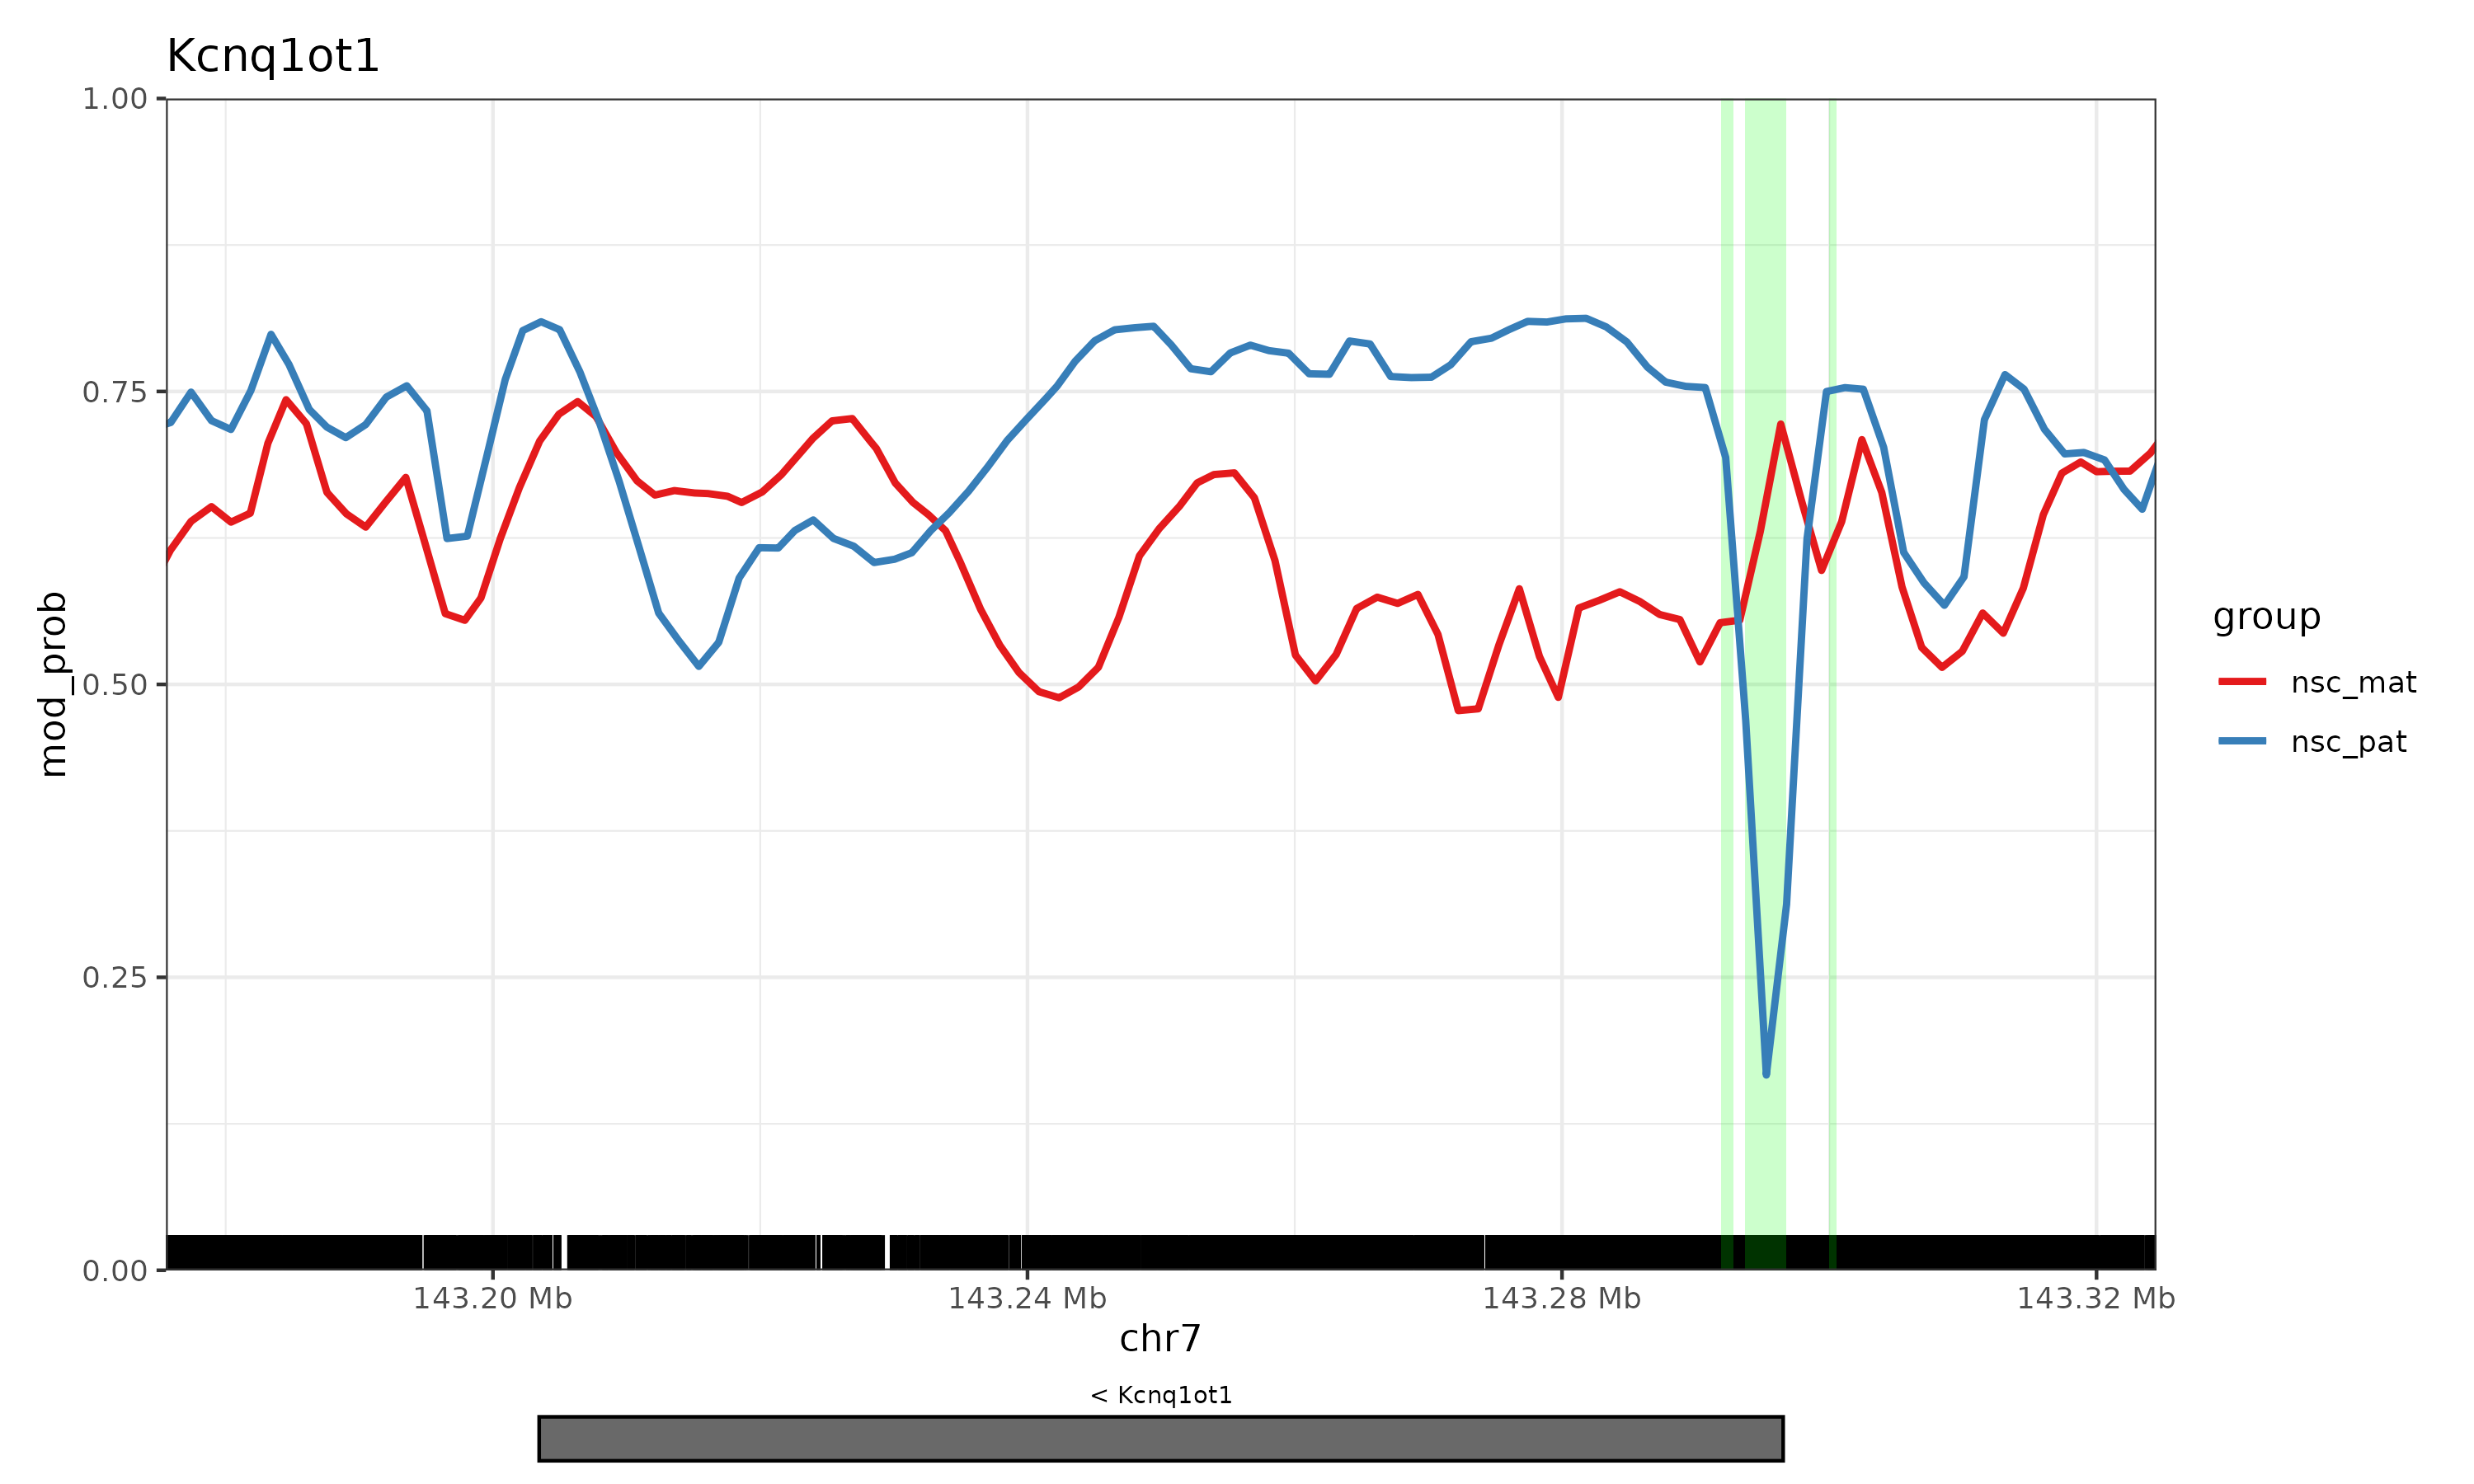 Kcnq1ot1
1.00
0.75
0.50
0.25
0.00
mod_prob
143.20 Mb
143.24 Mb
143.28 Mb
143.32 Mb
chr7
group
nsc_mat
nsc_pat
< Kcnq1ot1